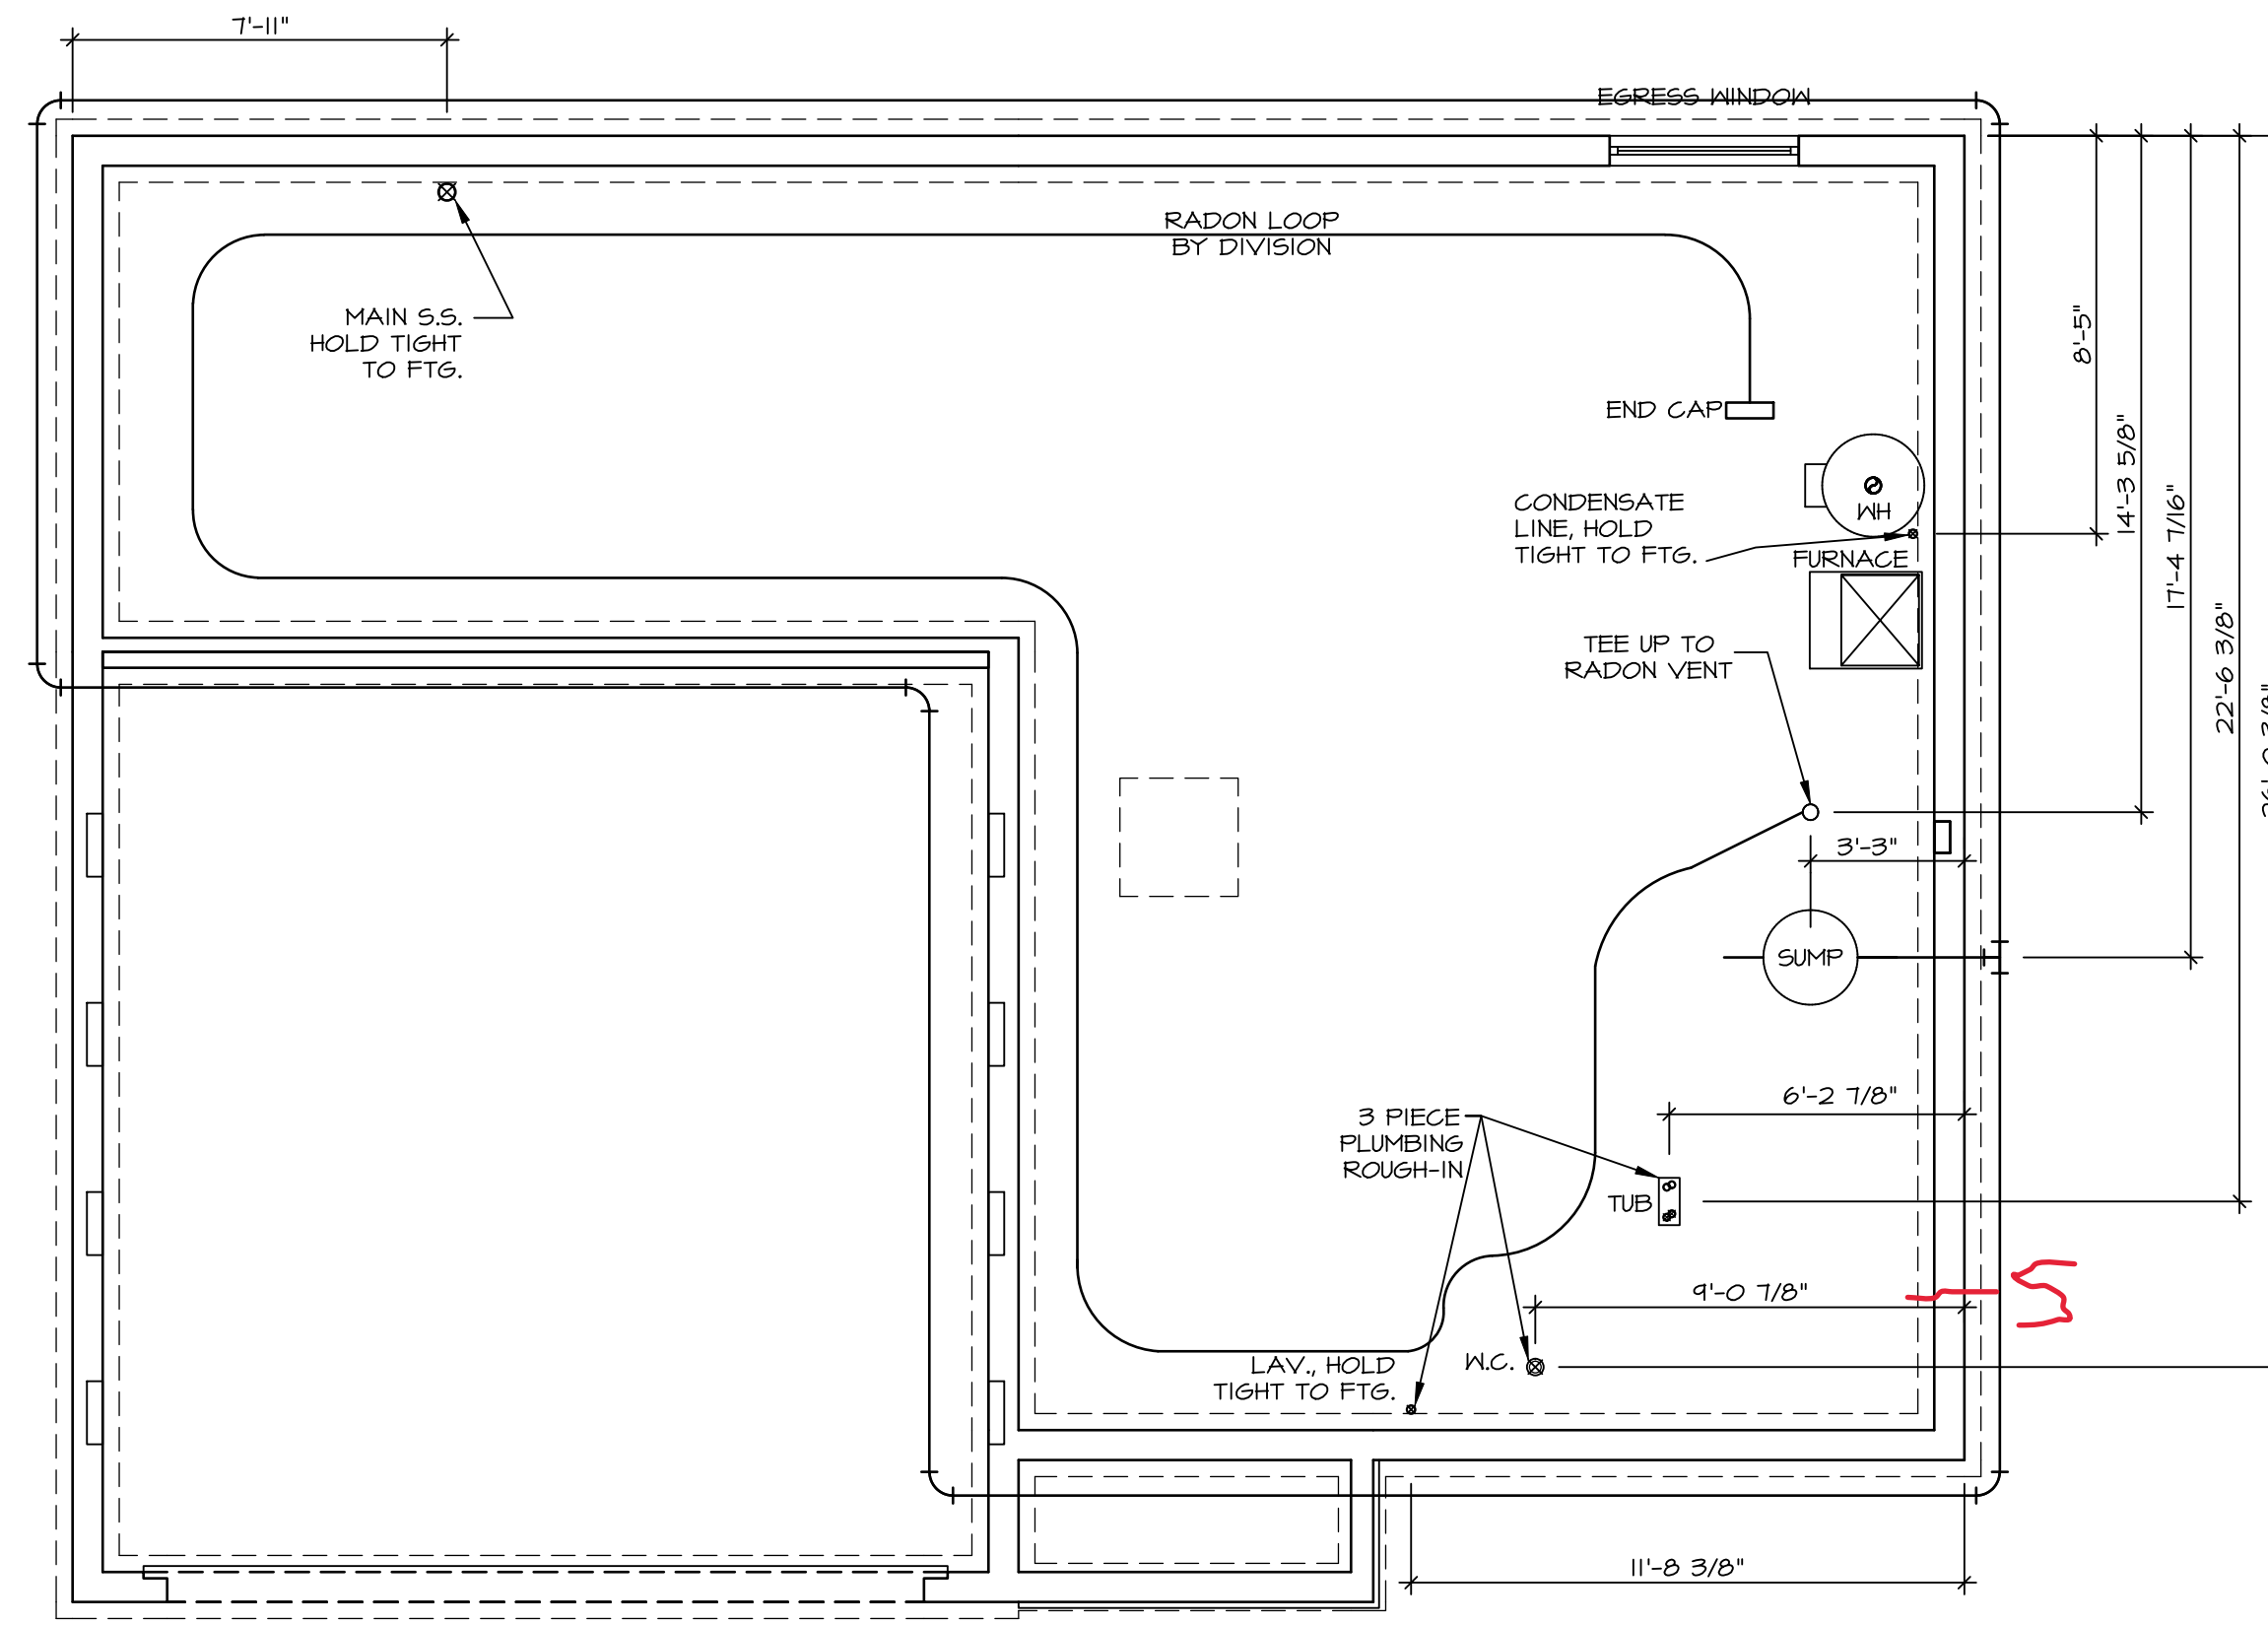 7'-11"
EGRESS WINDOW
RADON LOOP
BY DIVISION
MAIN S.S.
HOLD TIGHT
TO FTG.
8'-5"
END CAP
14'-3 5/8"
CONDENSATE
LINE, HOLD
TIGHT TO FTG.
WH
17'-4 7/16"
FURNACE
22'-6 3/8"
TEE UP TO
RADON VENT
3'-3"
SUMP
6'-2 7/8"
3 PIECE
PLUMBING
ROUGH-IN
TUB
9'-0 7/8"
LAV., HOLD
TIGHT TO FTG.
W.C.
11'-8 3/8"